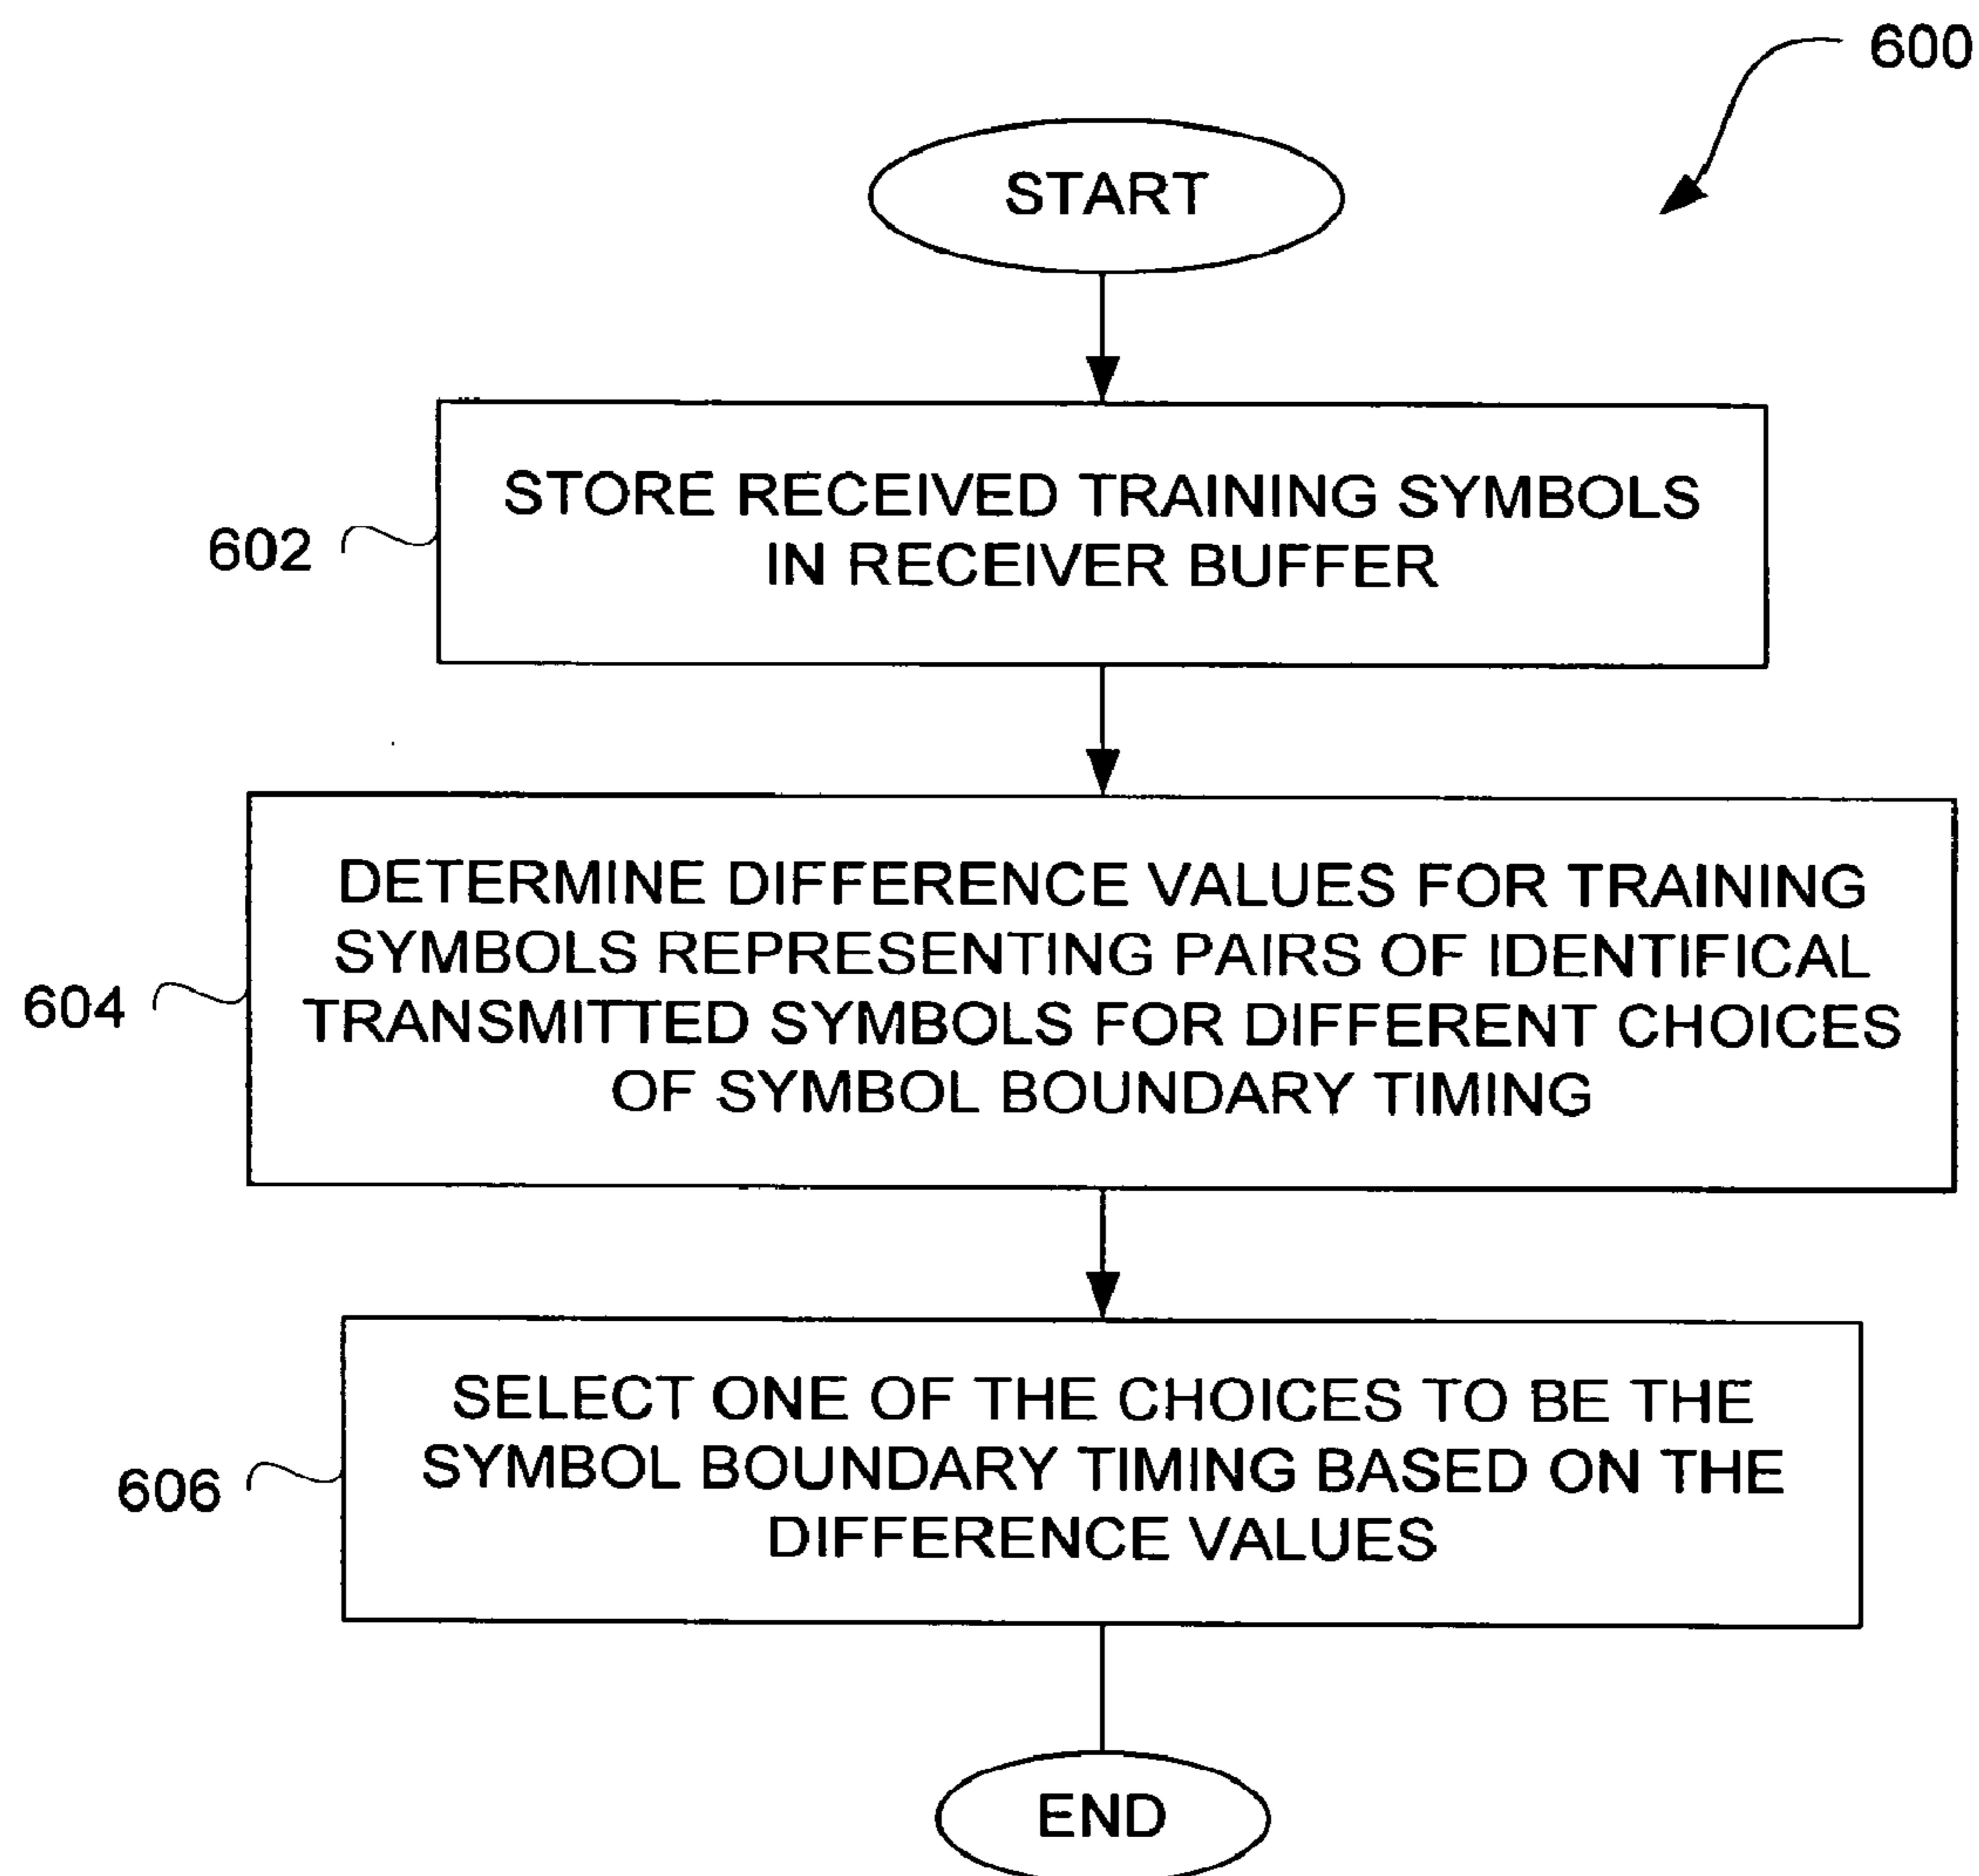 600
START
602
STORE RECEIVED TRAINING SYMBOLS
IN RECEIVER BUFFER
604
DETERMINE DIFFERENCE VALUES FOR TRAINING
SYMBOLS REPRESENTING PAIRS OF IDENTIFICAL
TRANSMITTED SYMBOLS FOR DIFFERENT CHOICES
OF SYMBOL BOUNDARY TIMING
606
SELECT ONE OF THE CHOICES TO BE THE
SYMBOL BOUNDARY TIMING BASED ON THE
DIFFERENCE VALUES
END